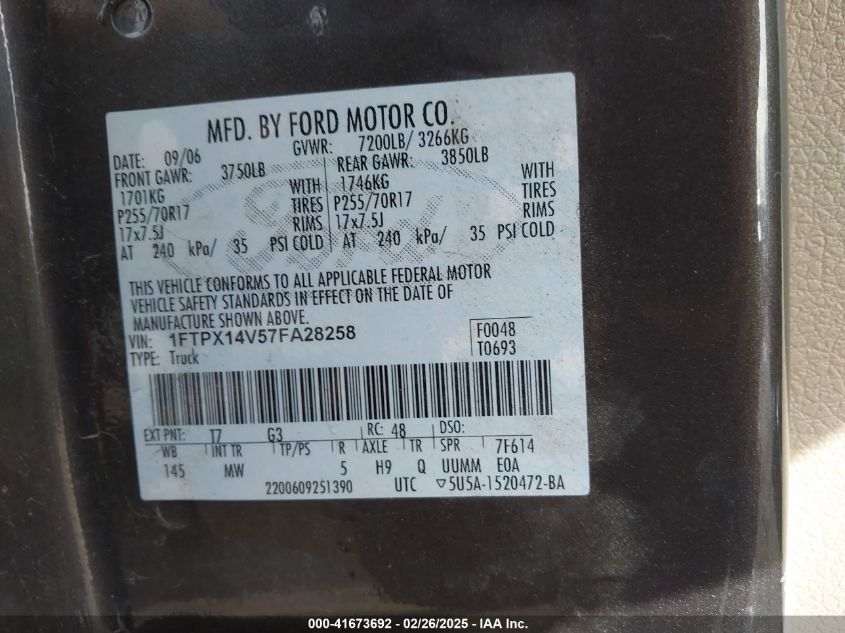 MFD. BY FORD MOTOR CO.
DATE: 09/06 GVWR: 7200LB/ 3266KG
FRONT GAWR: 3750LB REAR GAWR: 3850LB
1701KG WITH 1746KG WITH
P255/70R17 TIRES P255/70R17 TIRES
17x7.5J RIMS 17x7.5J RIMS
AT 240 kPa/ 35 PSI COLD AT 240 kPa/ 35 PSI COLD
Ford
THIS VEHICLE CONFORMS TO ALL APPLICABLE FEDERAL MOTOR
VEHICLE SAFETY STANDARDS IN EFFECT ON THE DATE OF
MANUFACTURE SHOWN ABOVE.
VIN: 1FTPX14V57FA28258 F0048
TYPE: Truck T0693
EXT PNT: T7 G3 RC: 48 DSO:
WB INT TR TP/PS R AXLE TR SPR 7F614
145 MW 5 H9 Q UUMM EOA
2200609251390 UTC ▽5U5A-1520472-BA
000-41673692 - 02/26/2025 - IAA Inc.